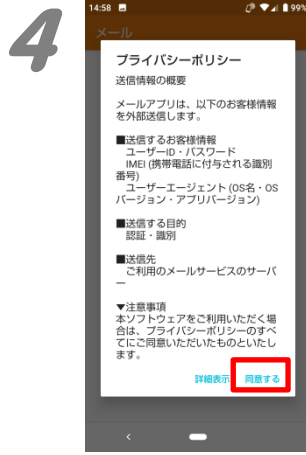 4
14:58
99%
メール
プライバシーポリシー
送信情報の概要
メールアプリは、以下のお客様情報
を外部送信します。
■送信するお客様情報
ユーザーID・パスワード
IMEI (携帯電話に付与される識別
番号)
ユーザーエージェント (OS名・OS
バージョン・アプリバージョン)
■送信する目的
認証・識別
■送信先
ご利用のメールサービスのサーバ
ー
▼注意事項
本ソフトウェアをご利用いただく場
合は、プライバシーポリシーのすべ
てにご同意いただいたものといたし
ます。
詳細表示 同意する